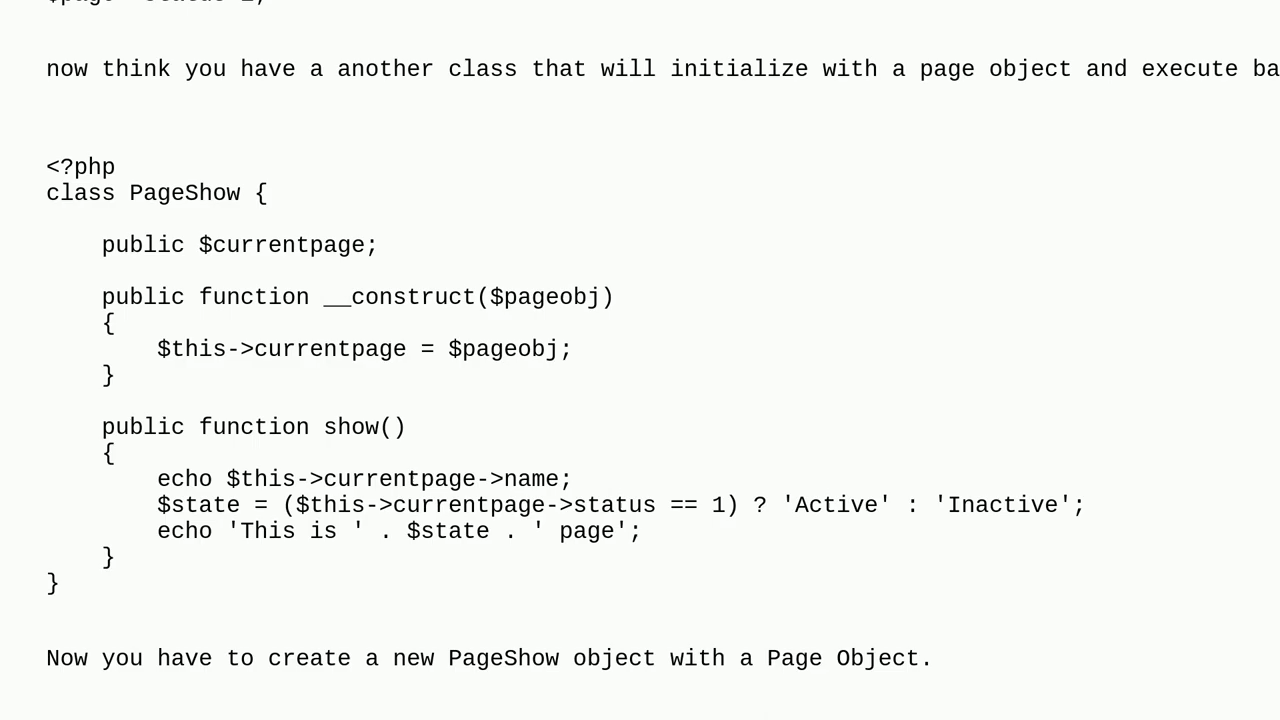 now think you have a another class that will initialize with a page object and execute ba
<?php
class PageShow {
public $currentpage;
public function __construct($pageobj)
{
$this->currentpage = $pageobj;
}
public function show()
{
echo $this->currentpage->name;
$state = ($this->currentpage->status == 1) ? 'Active' : 'Inactive';
echo 'This is ' . $state . ' page';
}
}
Now you have to create a new PageShow object with a Page Object.